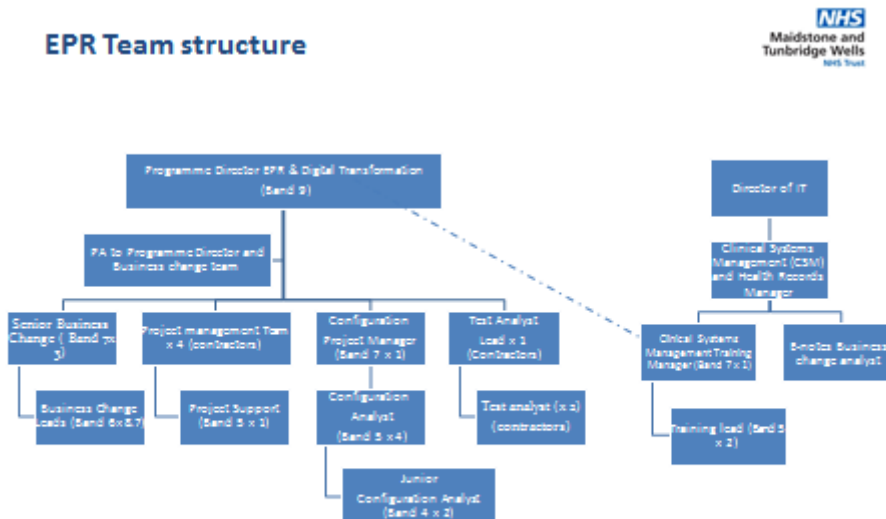 EPR Team structure
NHS
Maidstone and
Tunbridge Wells
NHS Trust
Programme Director EPR & Digital Transformation
(Band 9)
Director of IT
PA to Programme Director and
Business change team
Clinical Systems
Management (CSM)
and Health Records
Manager
Senior Business
Change ( Band 7x
3)
Project management Team
x 4 (contractors)
Configuration
Project Manager
(Band 7 x 1)
Test Analyst
Lead x 1
(Contractors)
Clinical Systems
Management Training
Manager (Band 7 x 1)
E-notes Business
change analyst
Business Change
Leads (Band 6x8.7)
Project Support
(Band 5 x 1)
Configuration
Analyst
(Band 5 x 4)
Test analyst (x 2)
(contractors)
Training lead (Band 5
x 2)
Junior
Configuration Analyst
(Band 4 x 2)